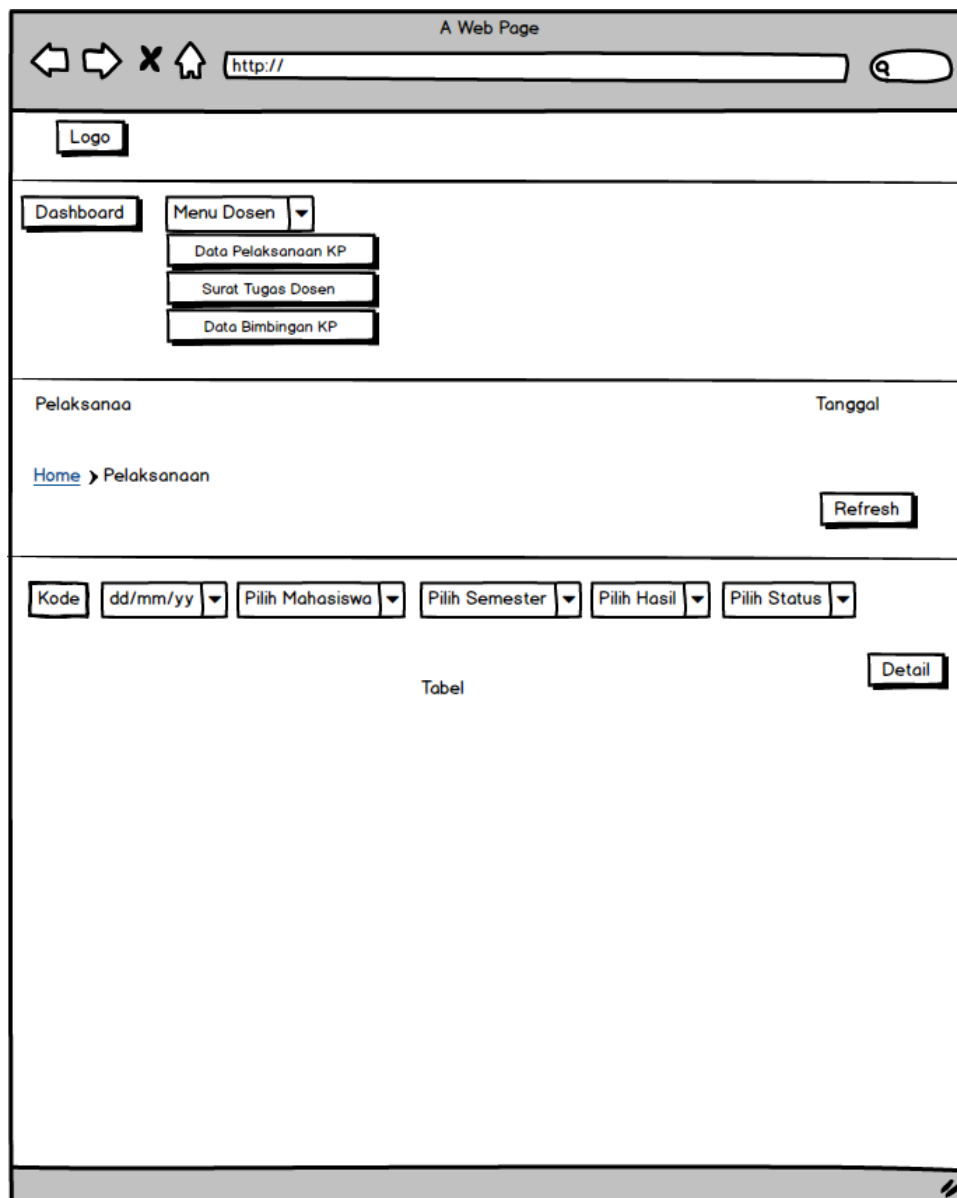 A Web Page
http://
Logo
Dashboard Menu Dosen
Data Pelaksanaan KP
Surat Tugas Dosen
Data Bimbingan KP
Pelaksanaa Tanggal
Home Pelaksanaan
Refresh
Kode dd/mm/yy Pilih Mahasiswa Pilih Semester Pilih Hasil Pilih Status
Detail
Tabel